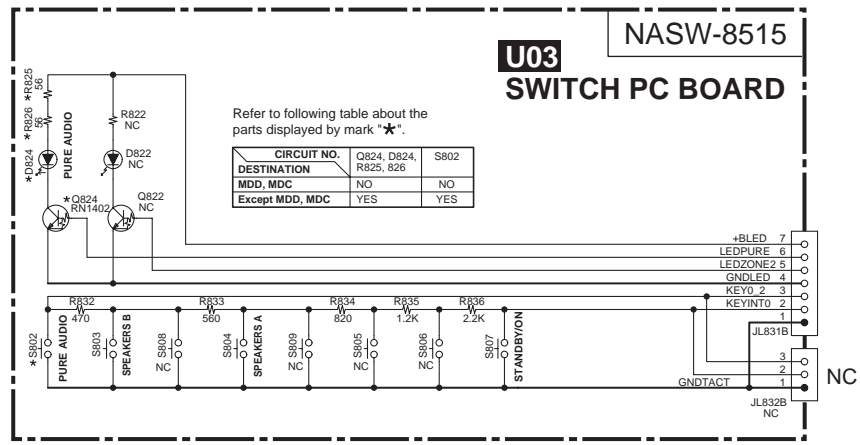 NASW-8515
U03
SWITCH PC BOARD
Refer to following table about the
parts displayed by mark "★".
CIRCUIT NO.
DESTINATION
Q824, D824,
R825, 826
S802
MDD, MDC
NO
NO
Except MDD, MDC
YES
YES
★R825
56
★R826
56
★D824
PURE AUDIO
R822
NC
D822
NC
★Q824
RN1402
Q822
NC
+BLED 7
LEDPURE 6
LEDZONE2 5
GNDLED 4
KEY0_2 3
KEYINT0 2
1
JL831B
R832
470
R833
560
R834
820
R835
1.2K
R836
2.2K
★S802
PURE AUDIO
S803
SPEAKERS B
S808
NC
S804
SPEAKERS A
S809
NC
S805
NC
S806
NC
S807
STANDBY/ON
3
2
GNDTACT 1
JL832B
NC
NC